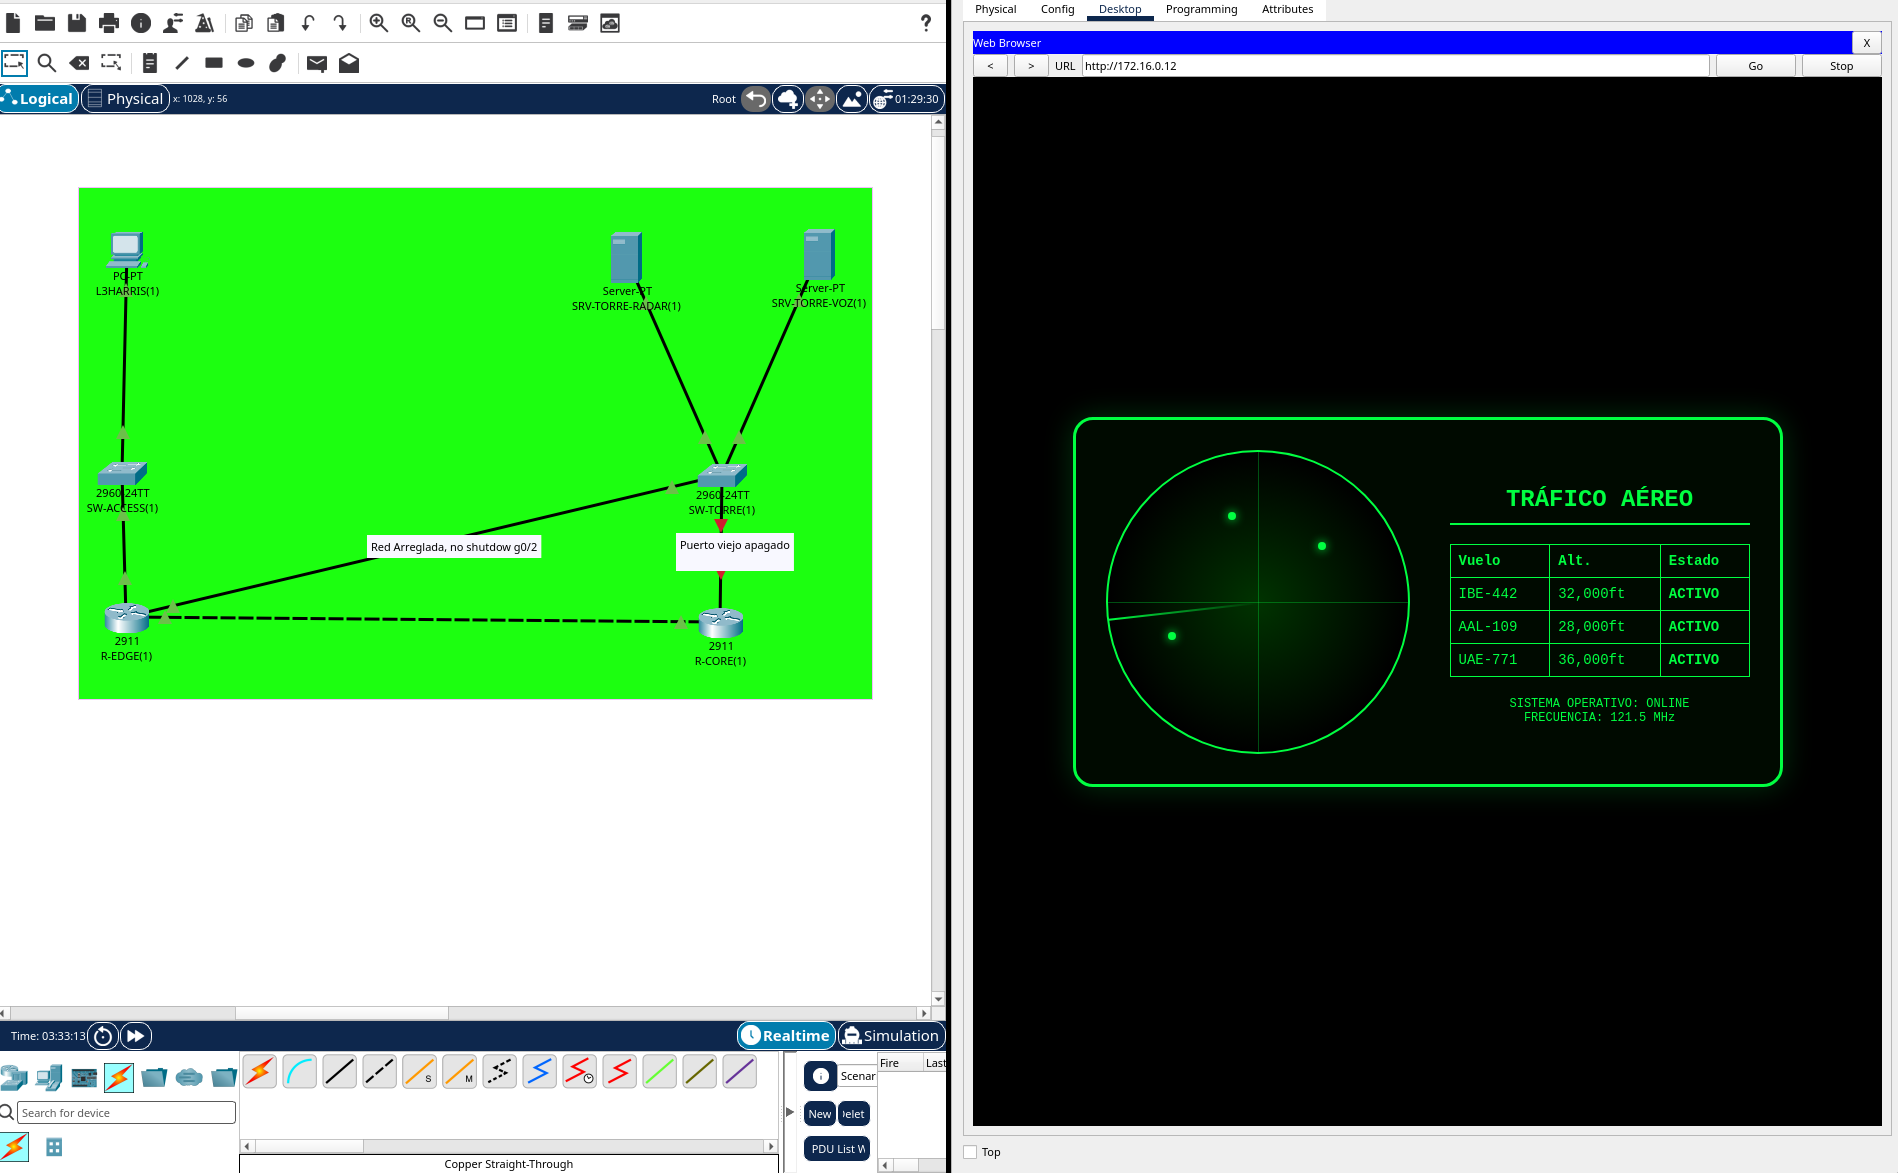 Logical
Physical
x: 1028, y: 56
Root
01:29:30
PC-PT
L3HARRIS(1)
Server-PT
SRV-TORRE-RADAR(1)
Server-PT
SRV-TORRE-VOZ(1)
2960-24TT
SW-ACCESS(1)
2960-24TT
SW-TORRE(1)
Red Arreglada, no shutdow g0/2
Puerto viejo apagado
2911
R-EDGE(1)
2911
R-CORE(1)
Time: 03:33:13
Realtime
Simulation
S
M
Search for device
Scenar
Fire
Last
New
elet
PDU List W
Copper Straight-Through
Physical
Config
Desktop
Programming
Attributes
Web Browser
X
<
>
URL
http://172.16.0.12
Go
Stop
TRÁFICO AÉREO
Vuelo Alt. Estado
IBE-442 32,000ft ACTIVO
AAL-109 28,000ft ACTIVO
UAE-771 36,000ft ACTIVO
SISTEMA OPERATIVO: ONLINE
FRECUENCIA: 121.5 MHz
Top